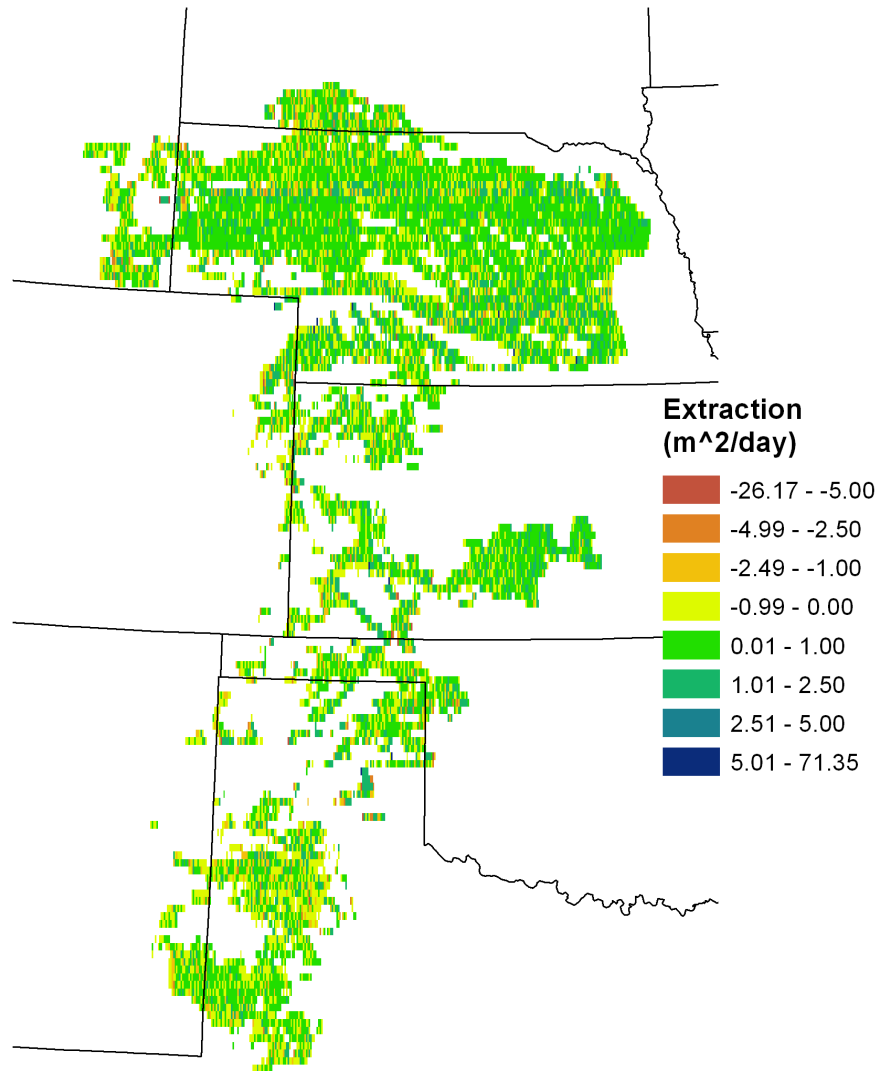 Extraction
(m^2/day)
-26.17 - -5.00
-4.99 - -2.50
-2.49 - -1.00
-0.99 - 0.00
0.01 - 1.00
1.01 - 2.50
2.51 - 5.00
5.01 - 71.35